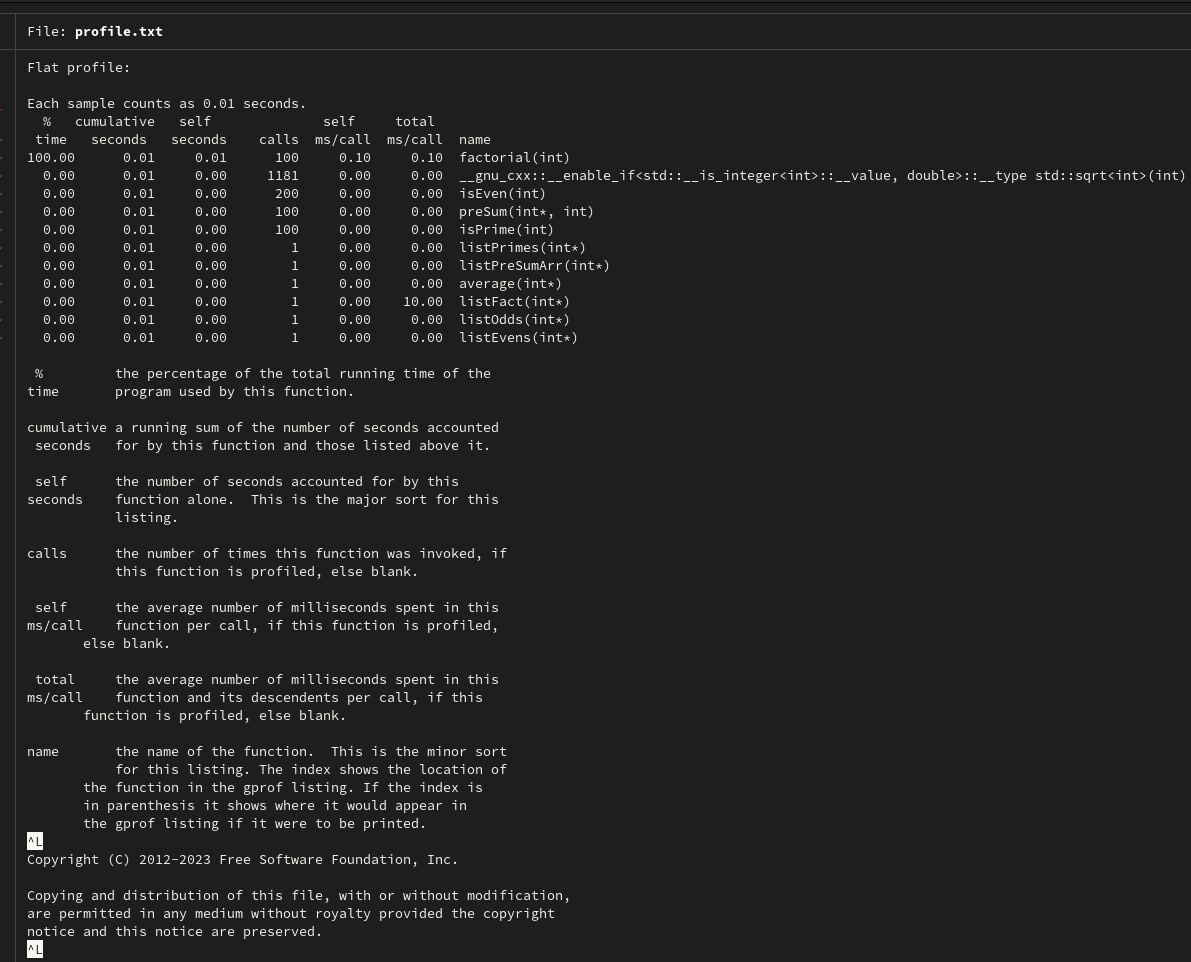 File: profile.txt
Flat profile:

Each sample counts as 0.01 seconds.
  %   cumulative   self              self     total
 time   seconds   seconds    calls  ms/call  ms/call  name
100.00      0.01     0.01      100     0.10     0.10  factorial(int)
  0.00      0.01     0.00     1181     0.00     0.00  __gnu_cxx::__enable_if<std::__is_integer<int>::__value, double>::__type std::sqrt<int>(int)
  0.00      0.01     0.00      200     0.00     0.00  isEven(int)
  0.00      0.01     0.00      100     0.00     0.00  preSum(int*, int)
  0.00      0.01     0.00      100     0.00     0.00  isPrime(int)
  0.00      0.01     0.00        1     0.00     0.00  listPrimes(int*)
  0.00      0.01     0.00        1     0.00     0.00  listPreSumArr(int*)
  0.00      0.01     0.00        1     0.00     0.00  average(int*)
  0.00      0.01     0.00        1     0.00    10.00  listFact(int*)
  0.00      0.01     0.00        1     0.00     0.00  listOdds(int*)
  0.00      0.01     0.00        1     0.00     0.00  listEvens(int*)

 %         the percentage of the total running time of the
time       program used by this function.

cumulative a running sum of the number of seconds accounted
 seconds   for by this function and those listed above it.

 self      the number of seconds accounted for by this
seconds    function alone.  This is the major sort for this
           listing.

calls      the number of times this function was invoked, if
           this function is profiled, else blank.

 self      the average number of milliseconds spent in this
ms/call    function per call, if this function is profiled,
       else blank.

 total     the average number of milliseconds spent in this
ms/call    function and its descendents per call, if this
       function is profiled, else blank.

name       the name of the function.  This is the minor sort
           for this listing. The index shows the location of
       the function in the gprof listing. If the index is
       in parenthesis it shows where it would appear in
       the gprof listing if it were to be printed.
^L
Copyright (C) 2012-2023 Free Software Foundation, Inc.

Copying and distribution of this file, with or without modification,
are permitted in any medium without royalty provided the copyright
notice and this notice are preserved.
^L